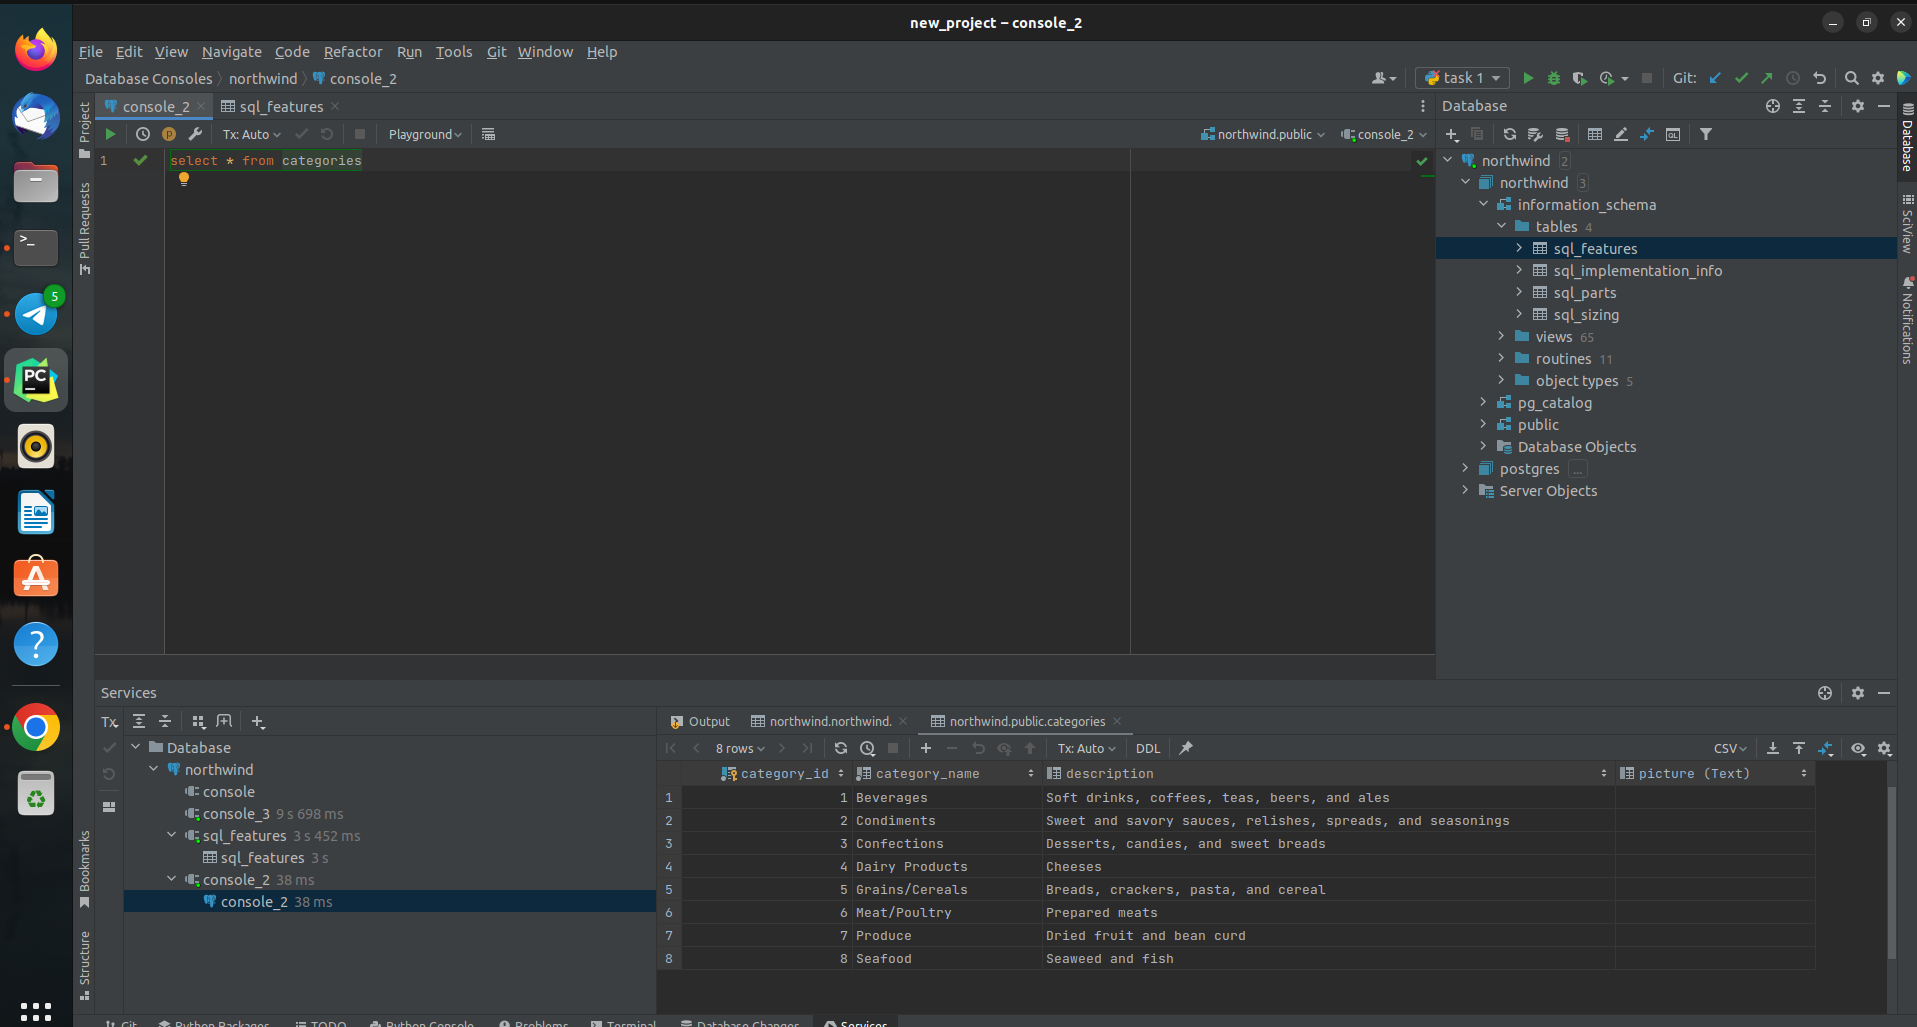 new_project – console_2
File Edit View Navigate Code Refactor Run Tools Git Window Help
Database Consoles northwind console_2
task 1
Git:
console_2
sql_features
Database
Tx: Auto
Playground
northwind.public
console_2
1
select * from categories
northwind 2
northwind 3
information_schema
tables 4
sql_features
sql_implementation_info
sql_parts
sql_sizing
views 65
routines 11
object types 5
pg_catalog
public
Database Objects
postgres ...
Server Objects
Project
Pull Requests
Bookmarks
Structure
Database
SciView
Notifications
5
>_
PC
?
Services
Tx
Database
northwind
console
console_3 9 s 698 ms
sql_features 3 s 452 ms
sql_features 3 s
console_2 38 ms
console_2 38 ms
Output
northwind.northwind.
northwind.public.categories
8 rows
Tx: Auto
DDL
CSV
category_id category_name description picture (Text)
1 1 Beverages Soft drinks, coffees, teas, beers, and ales
2 2 Condiments Sweet and savory sauces, relishes, spreads, and seasonings
3 3 Confections Desserts, candies, and sweet breads
4 4 Dairy Products Cheeses
5 5 Grains/Cereals Breads, crackers, pasta, and cereal
6 6 Meat/Poultry Prepared meats
7 7 Produce Dried fruit and bean curd
8 8 Seafood Seaweed and fish
Git Python Packages TODO Python Console Problems Terminal Database Changes Services